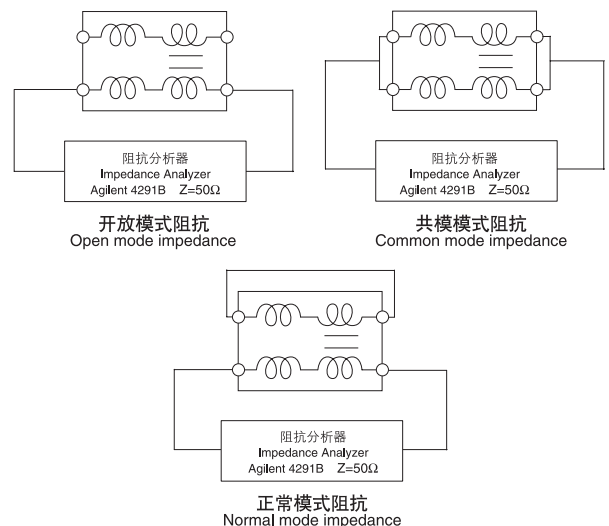 阻抗分析器
Impedance Analyzer
Agilent 4291B Z=50Ω
开放模式阻抗
Open mode impedance
阻抗分析器
Impedance Analyzer
Agilent 4291B Z=50Ω
共模模式阻抗
Common mode impedance
阻抗分析器
Impedance Analyzer
Agilent 4291B Z=50Ω
正常模式阻抗
Normal mode impedance